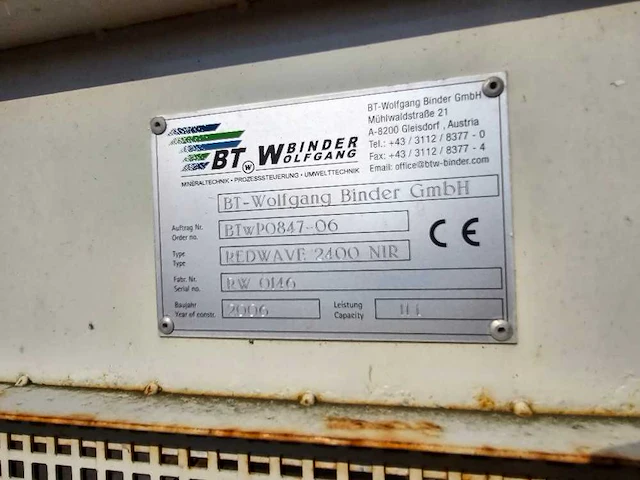 BT W BINDER
WOLFGANG
MINERALTECHNIK · PROZESSSTEUERUNG · UMWELTTECHNIK
BT-Wolfgang Binder GmbH
Mühlwaldstraße 21
A-8200 Gleisdorf , Austria
Tel.: +43 / 3112 / 8377 - 0
Fax: +43 / 3112 / 8377 - 4
Email: office@btw-binder.com
BT-Wolfgang Binder GmbH
Auftrag Nr. BTWP0847-06
Order no.
Type REDWAVE 2400 NIR
Type
Fabr. Nr. RW 0146
Serial no.
Baujahr 2006 Leistung
Year of constr. Capacity
CE